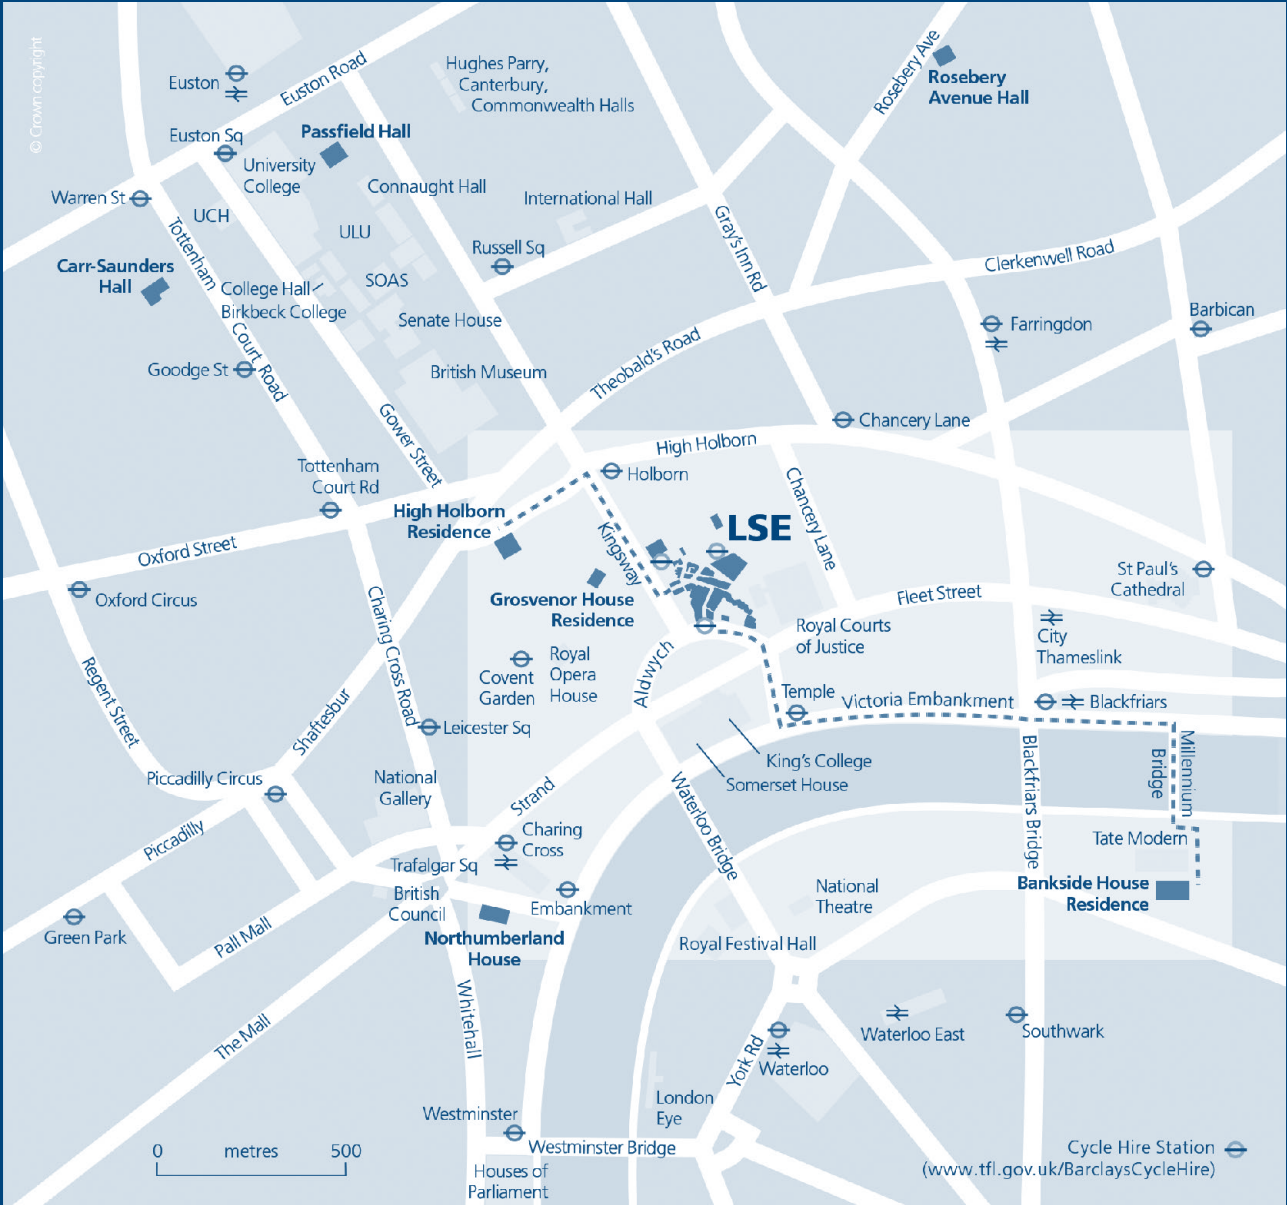 © Crown copyright
Euston
Euston Road
Hughes Parry,
Canterbury,
Commonwealth Halls
Rosebery Ave
Rosebery
Avenue Hall
Euston Sq
Passfield Hall
University
College
Connaught Hall
International Hall
Warren St
UCH
ULU
Russell Sq
Gray's Inn Rd
Clerkenwell Road
Tottenham
Court Road
Carr-Saunders
Hall
College Hall
Birkbeck College
SOAS
Senate House
Farringdon
Barbican
Goodge St
British Museum
Theobald's Road
Gower Street
Chancery Lane
High Holborn
Tottenham
Court Rd
Holborn
Chancery Lane
High Holborn
Residence
LSE
Kingsway
Oxford Street
Oxford Circus
Charing Cross Road
Grosvenor House
Residence
Fleet Street
St Paul's
Cathedral
Royal Courts
of Justice
City
Thameslink
Covent
Garden
Royal
Opera
House
Aldwych
Regent Street
Shaftesbur
Leicester Sq
Temple
Victoria Embankment
Blackfriars
Millennium
Bridge
Blackfriars Bridge
King's College
Somerset House
Piccadilly Circus
National
Gallery
Strand
Waterloo Bridge
Piccadilly
Charing
Cross
Tate Modern
Trafalgar Sq
British
Council
Embankment
National
Theatre
Bankside House
Residence
Green Park
Pall Mall
Northumberland
House
Royal Festival Hall
Whitehall
The Mall
York Rd
Waterloo
Waterloo East
Southwark
London
Eye
Westminster
Westminster Bridge
Houses of
Parliament
0 metres 500
Cycle Hire Station
(www.tfl.gov.uk/BarclaysCycleHire)